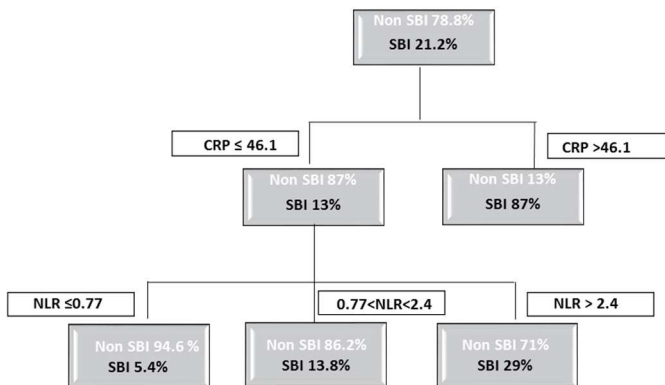 Non SBI 78.8%
SBI 21.2%
CRP ≤ 46.1
CRP >46.1
Non SBI 87%
SBI 13%
Non SBI 13%
SBI 87%
NLR ≤0.77
0.77<NLR<2.4
NLR > 2.4
Non SBI 94.6 %
SBI 5.4%
Non SBI 86.2%
SBI 13.8%
Non SBI 71%
SBI 29%